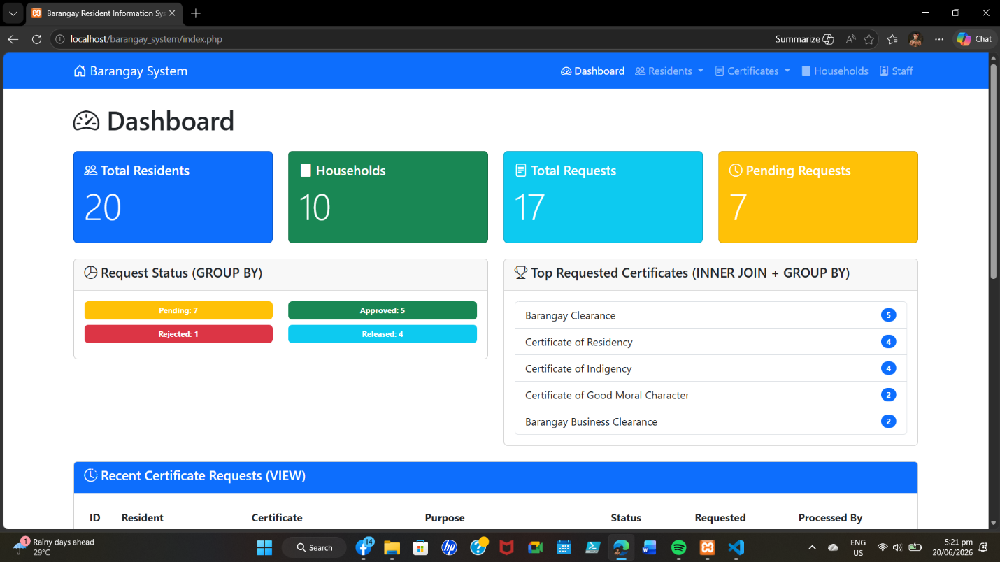 Barangay Resident Information Sys
localhost/barangay_system/index.php
Summarize
Chat
Barangay System
Dashboard
Residents
Certificates
Households
Staff
Dashboard
Total Residents
20
Households
10
Total Requests
17
Pending Requests
7
Request Status (GROUP BY)
Pending: 7
Approved: 5
Rejected: 1
Released: 4
Top Requested Certificates (INNER JOIN + GROUP BY)
Barangay Clearance 5
Certificate of Residency 4
Certificate of Indigency 4
Certificate of Good Moral Character 2
Barangay Business Clearance 2
Recent Certificate Requests (VIEW)
ID Resident Certificate Purpose Status Requested Processed By
1
Rainy days ahead
29°C
Search
14
ENG
US
5:21 pm
20/06/2026